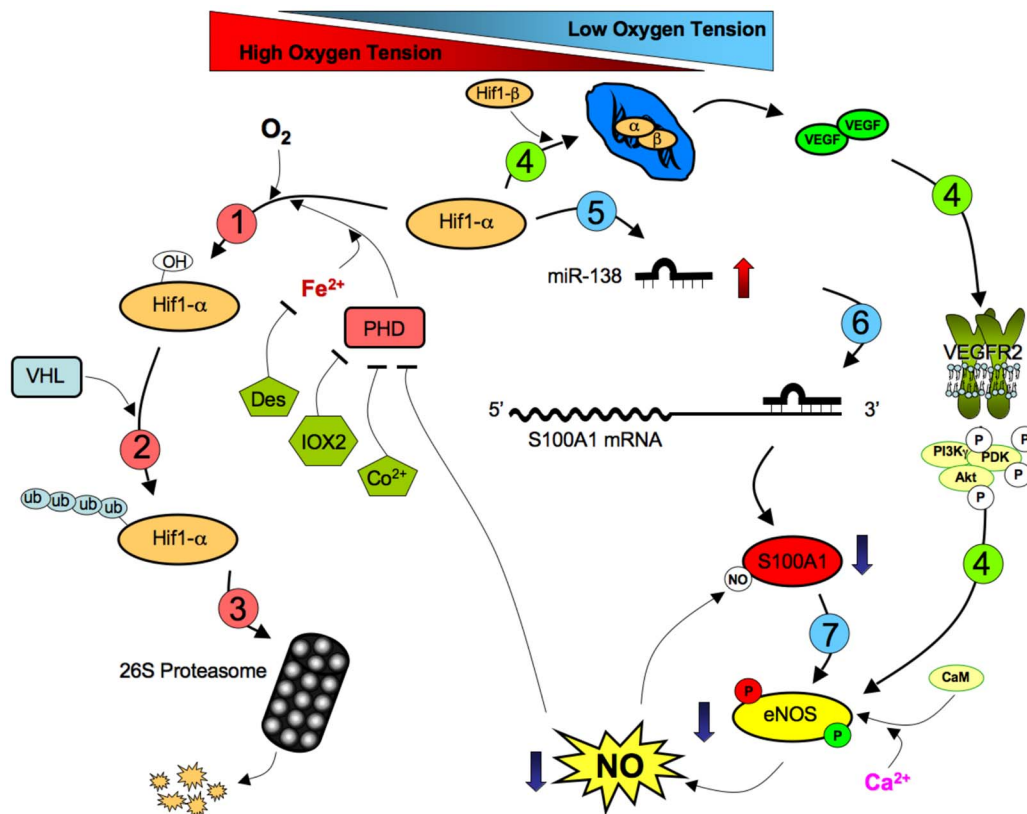 Low Oxygen Tension
High Oxygen Tension
Hif1-β
α
β
VEGF
VEGF
O2
4
4
1
5
Hif1-α
OH
miR-138
Hif1-α
Fe2+
6
PHD
VEGFR2
VHL
Des
5’
3’
IOX2
S100A1 mRNA
2
P
P
PI3Kγ
PDK
P
Akt
Co2+
P
ub
ub
ub
ub
Hif1-α
S100A1
4
NO
3
7
26S Proteasome
CaM
P
eNOS
P
NO
Ca2+